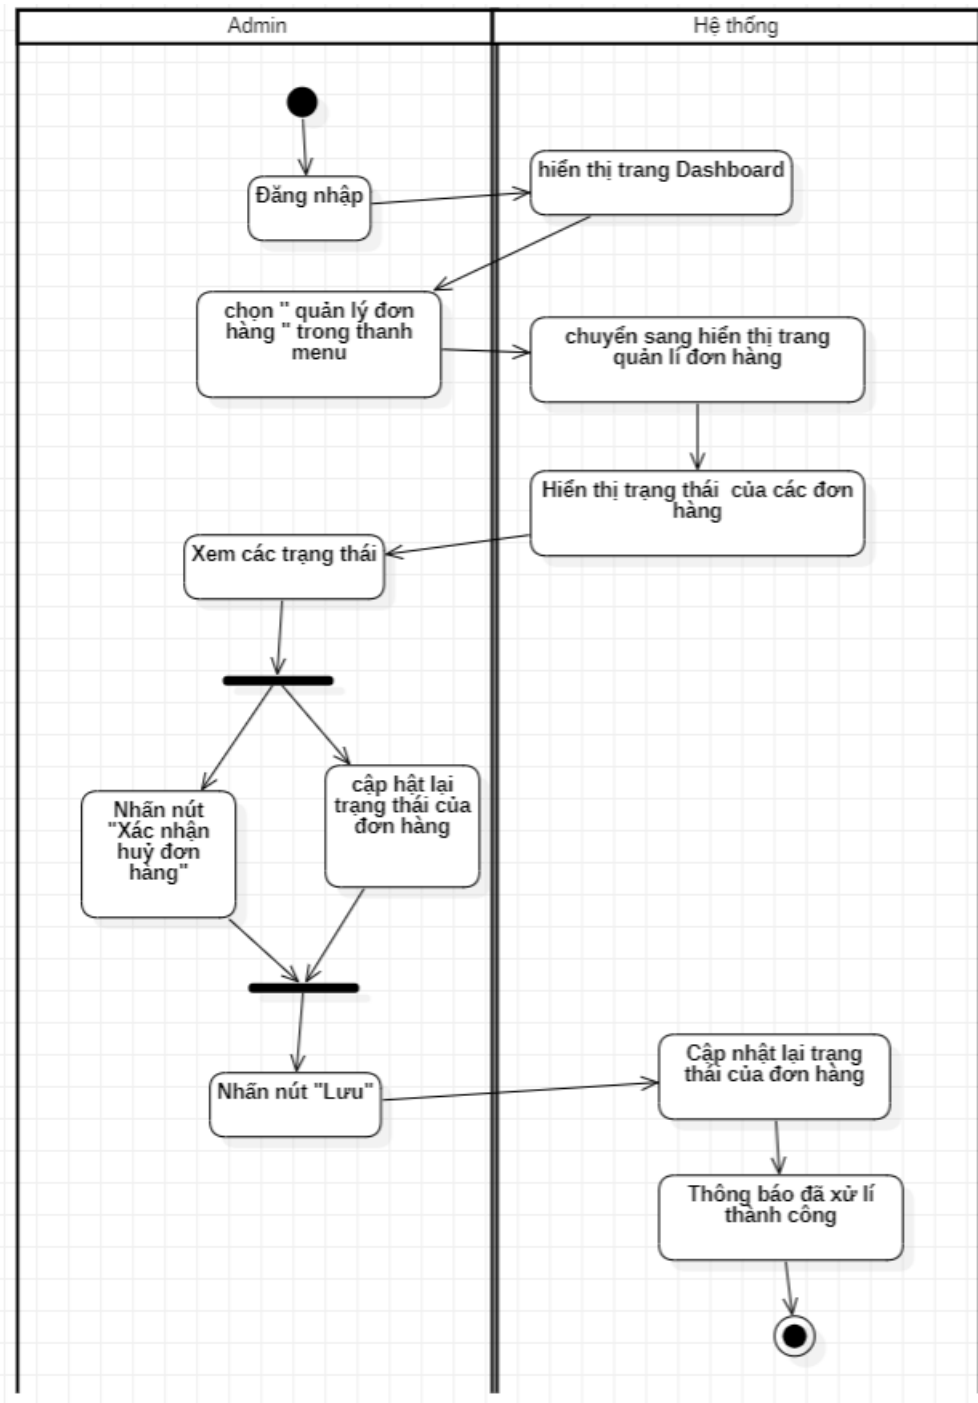 Admin
Hệ thống
Đăng nhập
hiển thị trang Dashboard
chọn " quản lý đơn
hàng " trong thanh
menu
chuyển sang hiển thị trang
quản lí đơn hàng
Hiển thị trạng thái của các đơn
hàng
Xem các trạng thái
Nhấn nút
"Xác nhận
huỷ đơn
hàng"
cập hật lại
trạng thái của
đơn hàng
Nhấn nút "Lưu"
Cập nhật lại trạng
thái của đơn hàng
Thông báo đã xử lí
thành công